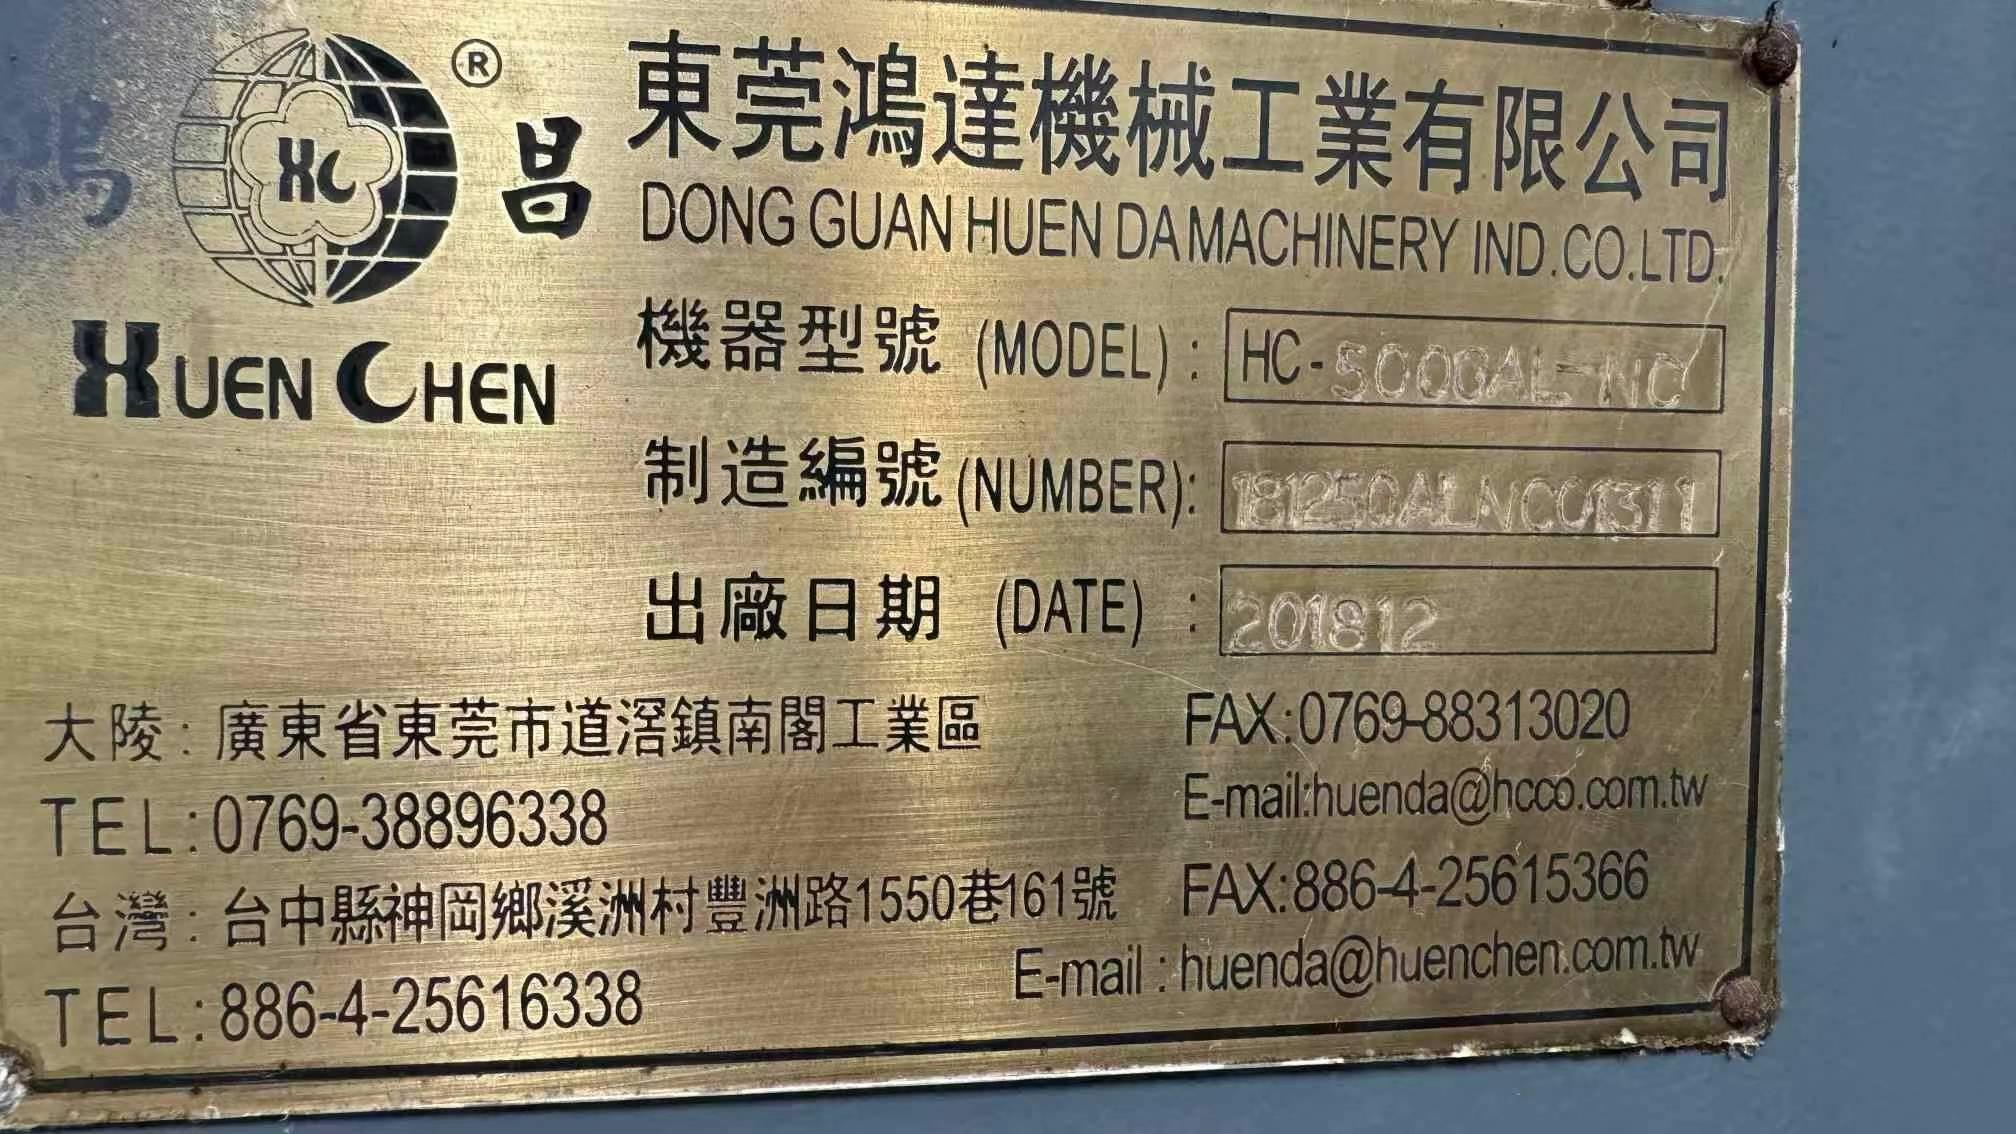 鴻 HC ® 昌
HUEN CHEN
東莞鴻達機械工業有限公司
DONG GUAN HUEN DA MACHINERY IND.CO.LTD.
機器型號 (MODEL) : HC-5000AL-NC
制造編號 (NUMBER): 181250ALNC01311
出廠日期 (DATE) : 201812
大陵: 廣東省東莞市道滘鎮南閣工業區 FAX:0769-88313020
TEL:0769-38896338 E-mail:huenda@hcco.com.tw
台灣: 台中縣神岡鄉溪洲村豐洲路1550巷161號 FAX:886-4-25615366
TEL:886-4-25616338 E-mail : huenda@huenchen.com.tw